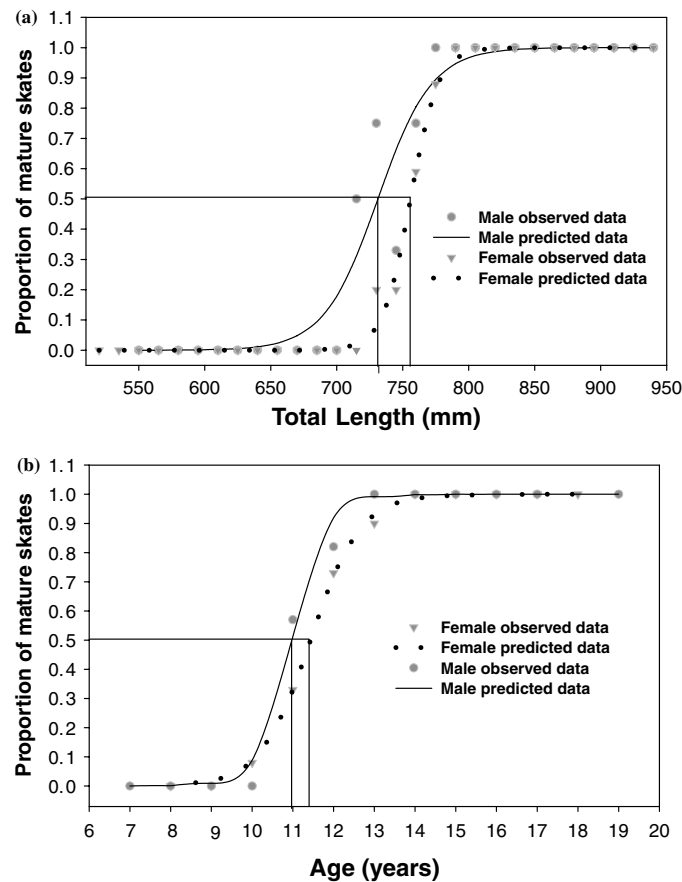 (a)
1.1
1.0
0.9
0.8
0.7
0.6
0.5
0.4
0.3
0.2
0.1
0.0
Proportion of mature skates
Male observed data
Male predicted data
Female observed data
Female predicted data
550 600 650 700 750 800 850 900 950
Total Length (mm)
(b)
1.1
1.0
0.9
0.8
0.7
0.6
0.5
0.4
0.3
0.2
0.1
0.0
Proportion of mature skates
Female observed data
Female predicted data
Male observed data
Male predicted data
6 7 8 9 10 11 12 13 14 15 16 17 18 19 20
Age (years)